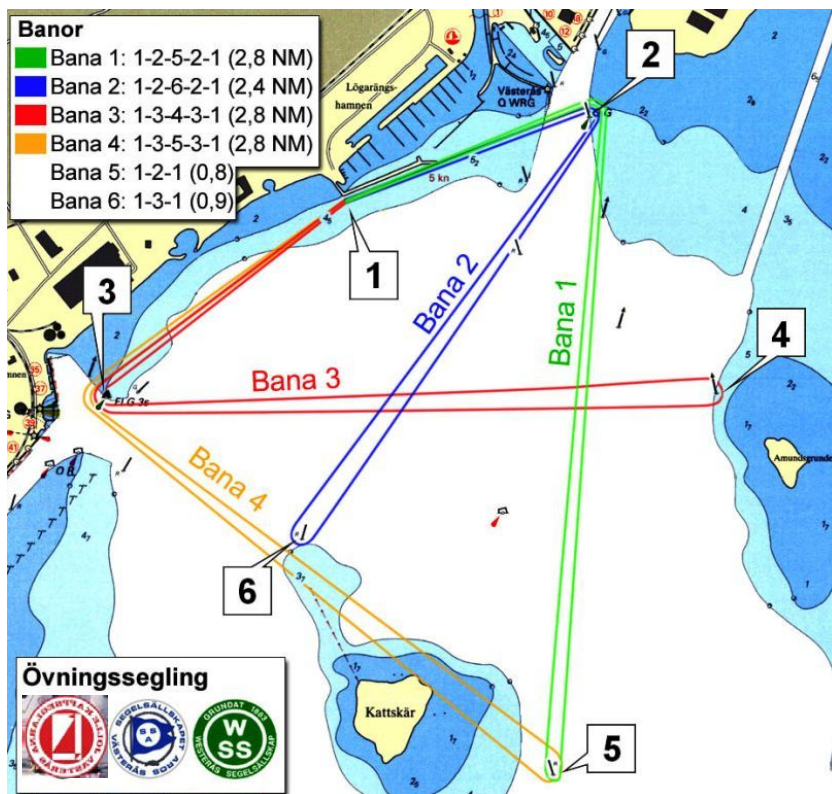 Banor
Bana 1: 1-2-5-2-1 (2,8 NM)
Bana 2: 1-2-6-2-1 (2,4 NM)
Bana 3: 1-3-4-3-1 (2,8 NM)
Bana 4: 1-3-5-3-1 (2,8 NM)
Bana 5: 1-2-1 (0,8)
Bana 6: 1-3-1 (0,9)
Lögarängs-
hamnen
Västerås
Q WRG
2
5 kn
1
Bana 2
Bana 1
3
4
Bana 3
Fl G 3s
Amundsgrund
Bana 4
6
Kattskär
5
Övningssegling
SEGELSÄLLSKAPET AROS
SSA
VÄSTERÅS
GRUNDAT 1883
WSS
WESTERÅS SEGELSÄLLSKAP